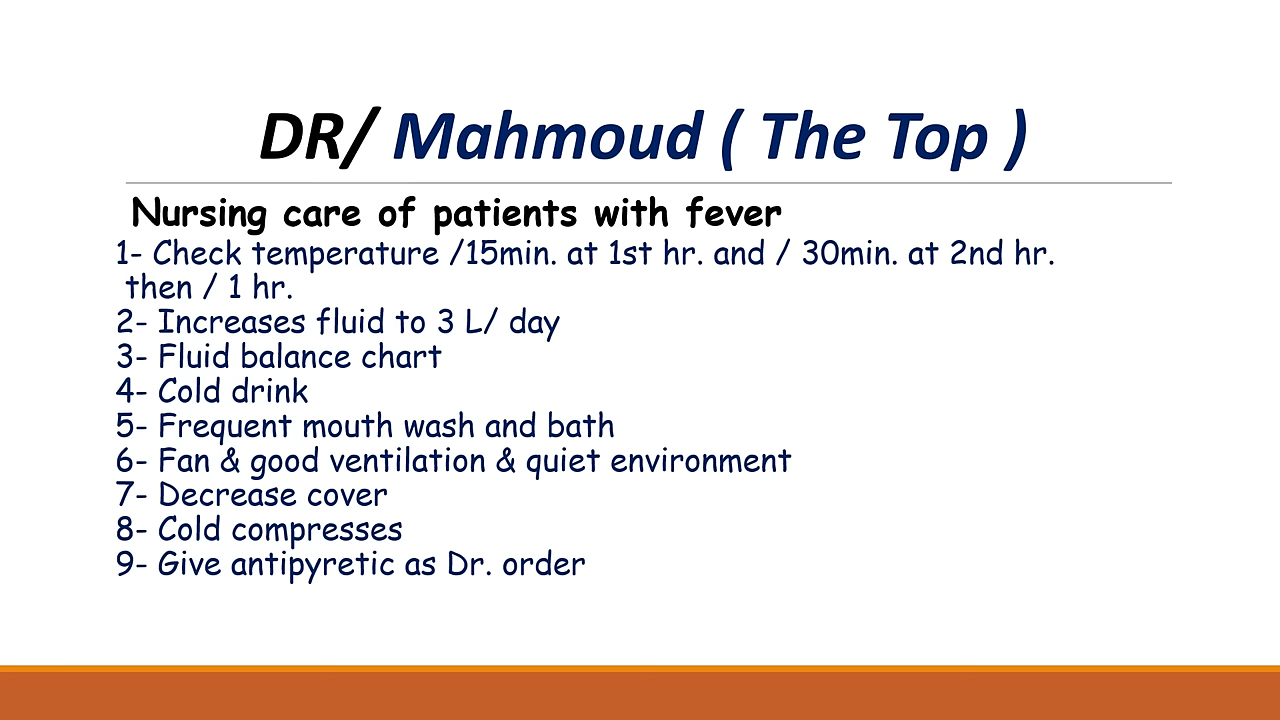 DR/ Mahmoud ( The Top )
Nursing care of patients with fever
1- Check temperature /15min. at 1st hr. and / 30min. at 2nd hr.
then / 1 hr.
2- Increases fluid to 3 L/ day
3- Fluid balance chart
4- Cold drink
5- Frequent mouth wash and bath
6- Fan & good ventilation & quiet environment
7- Decrease cover
8- Cold compresses
9- Give antipyretic as Dr. order